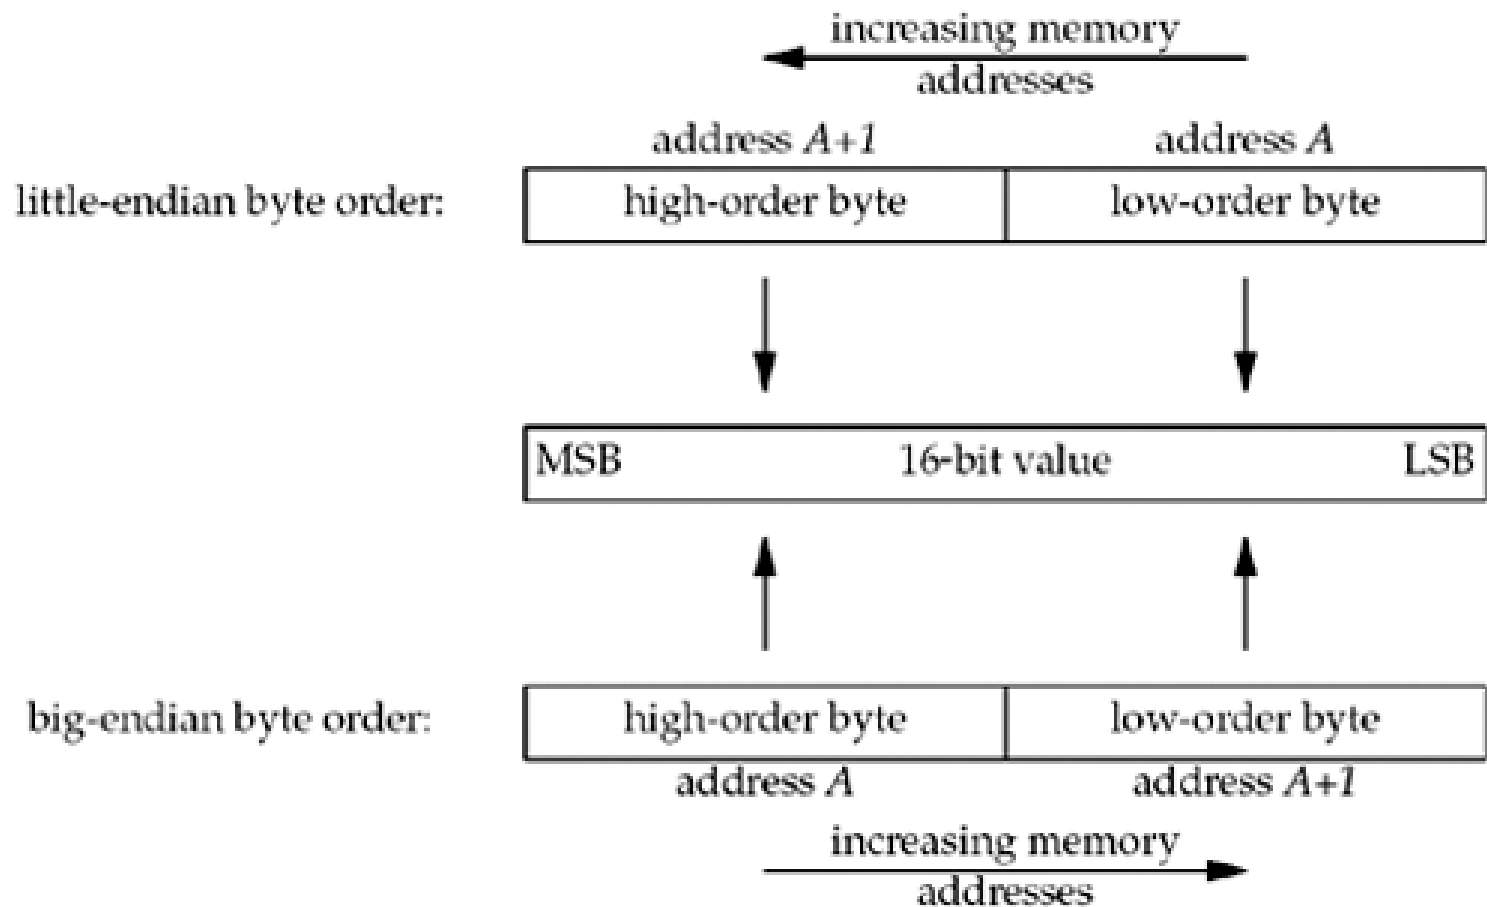 increasing memory
addresses
address A+1 address A
little-endian byte order: high-order byte low-order byte
MSB 16-bit value LSB
big-endian byte order: high-order byte low-order byte
address A address A+1
increasing memory
addresses